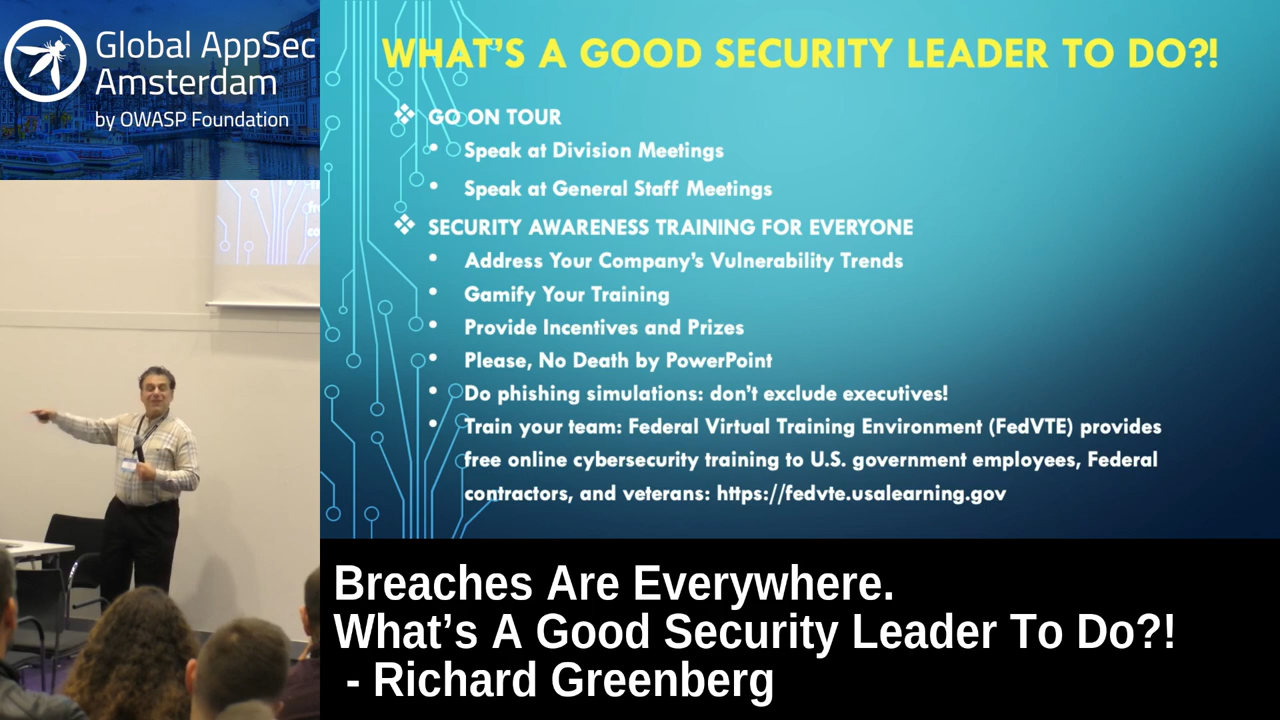 Global AppSec
Amsterdam
by OWASP Foundation
WHAT'S A GOOD SECURITY LEADER TO DO?!
❖ GO ON TOUR
• Speak at Division Meetings
• Speak at General Staff Meetings
❖ SECURITY AWARENESS TRAINING FOR EVERYONE
• Address Your Company's Vulnerability Trends
• Gamify Your Training
• Provide Incentives and Prizes
• Please, No Death by PowerPoint
• Do phishing simulations: don't exclude executives!
• Train your team: Federal Virtual Training Environment (FedVTE) provides
free online cybersecurity training to U.S. government employees, Federal
contractors, and veterans: https://fedvte.usalearning.gov
Breaches Are Everywhere.
What's A Good Security Leader To Do?!
- Richard Greenberg